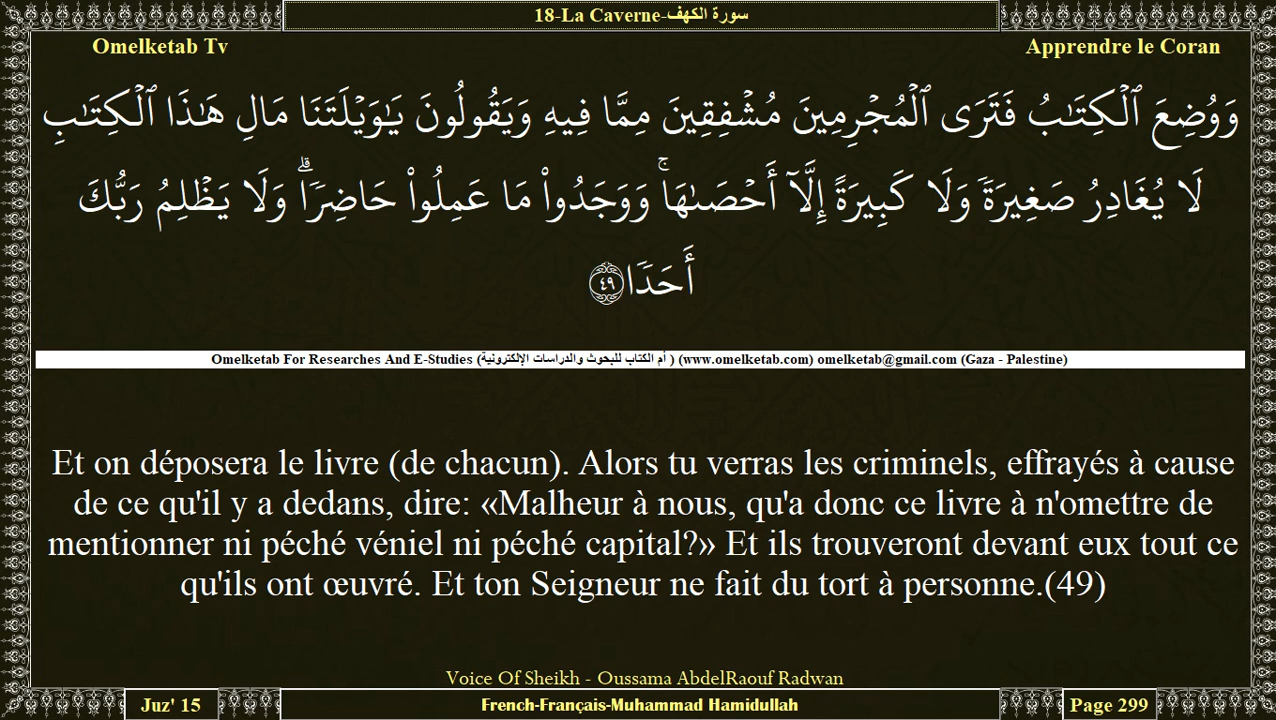 18-La Caverne-سورة الكهف
Omelketab Tv
Apprendre le Coran
وَوُضِعَ ٱلۡكِتَٰبُ فَتَرَى ٱلۡمُجۡرِمِينَ مُشۡفِقِينَ مِمَّا فِيهِ وَيَقُولُونَ يَٰوَيۡلَتَنَا مَالِ هَٰذَا ٱلۡكِتَٰبِ
لَا يُغَادِرُ صَغِيرَةٗ وَلَا كَبِيرَةً إِلَّآ أَحۡصَىٰهَاۚ وَوَجَدُواْ مَا عَمِلُواْ حَاضِرٗاۗ وَلَا يَظۡلِمُ رَبُّكَ
أَحَدٗا ٤٩
Omelketab For Researches And E-Studies (أم الكتاب للبحوث والدراسات الإلكترونية ) (www.omelketab.com) omelketab@gmail.com (Gaza - Palestine)
Et on déposera le livre (de chacun). Alors tu verras les criminels, effrayés à cause
de ce qu'il y a dedans, dire: «Malheur à nous, qu'a donc ce livre à n'omettre de
mentionner ni péché véniel ni péché capital?» Et ils trouveront devant eux tout ce
qu'ils ont œuvré. Et ton Seigneur ne fait du tort à personne.(49)
Voice Of Sheikh - Oussama AbdelRaouf Radwan
Juz' 15
French-Français-Muhammad Hamidullah
Page 299